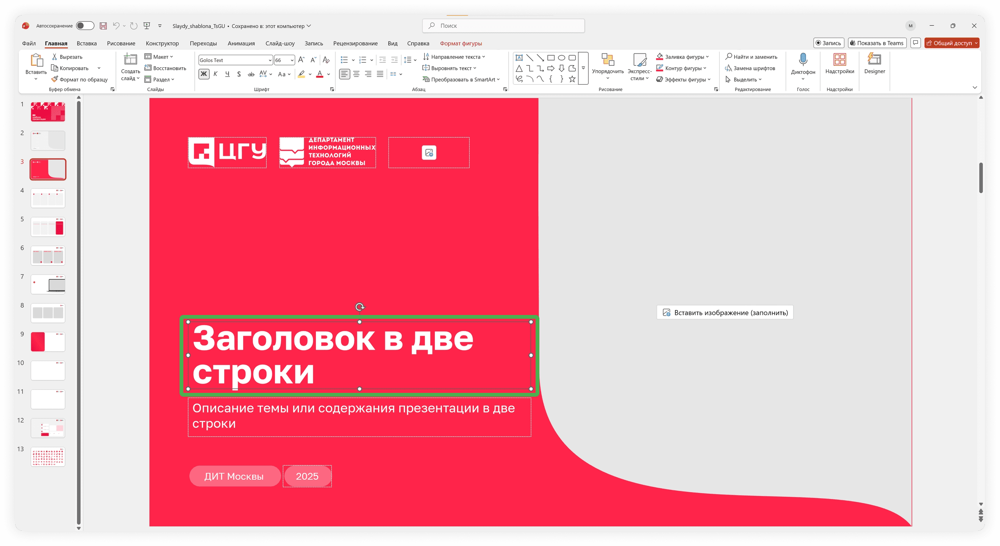 Автосохранение
Slaydy_shablona_TsGU • Сохранено в: этот компьютер
Поиск
М
Файл Главная Вставка Рисование Конструктор Переходы Анимация Слайд-шоу Запись Рецензирование Вид Справка Формат фигуры
Запись Показать в Teams Общий доступ
Вставить
Вырезать
Копировать
Формат по образцу
Буфер обмена
Создать
слайд
Макет
Восстановить
Раздел
Слайды
Golos Text 66
Ж К Ч S ab AV Aa A
Шрифт
Направление текста
Выровнять текст
Преобразовать в SmartArt
Абзац
Упорядочить
Экспресс-
стили
Заливка фигуры
Контур фигуры
Эффекты фигуры
Рисование
Найти и заменить
Замена шрифтов
Выделить
Редактирование
Диктофон
Голос
Надстройки
Надстройки
Designer
1
Шаблон
презентации
2
3
4
5
6
7
8
9
10
11
12
13
ЦГУ
ДЕПАРТАМЕНТ
ИНФОРМАЦИОННЫХ
ТЕХНОЛОГИЙ
ГОРОДА МОСКВЫ
Заголовок в две
строки
Описание темы или содержания презентации в две
строки
ДИТ Москвы
2025
Вставить изображение (заполнить)